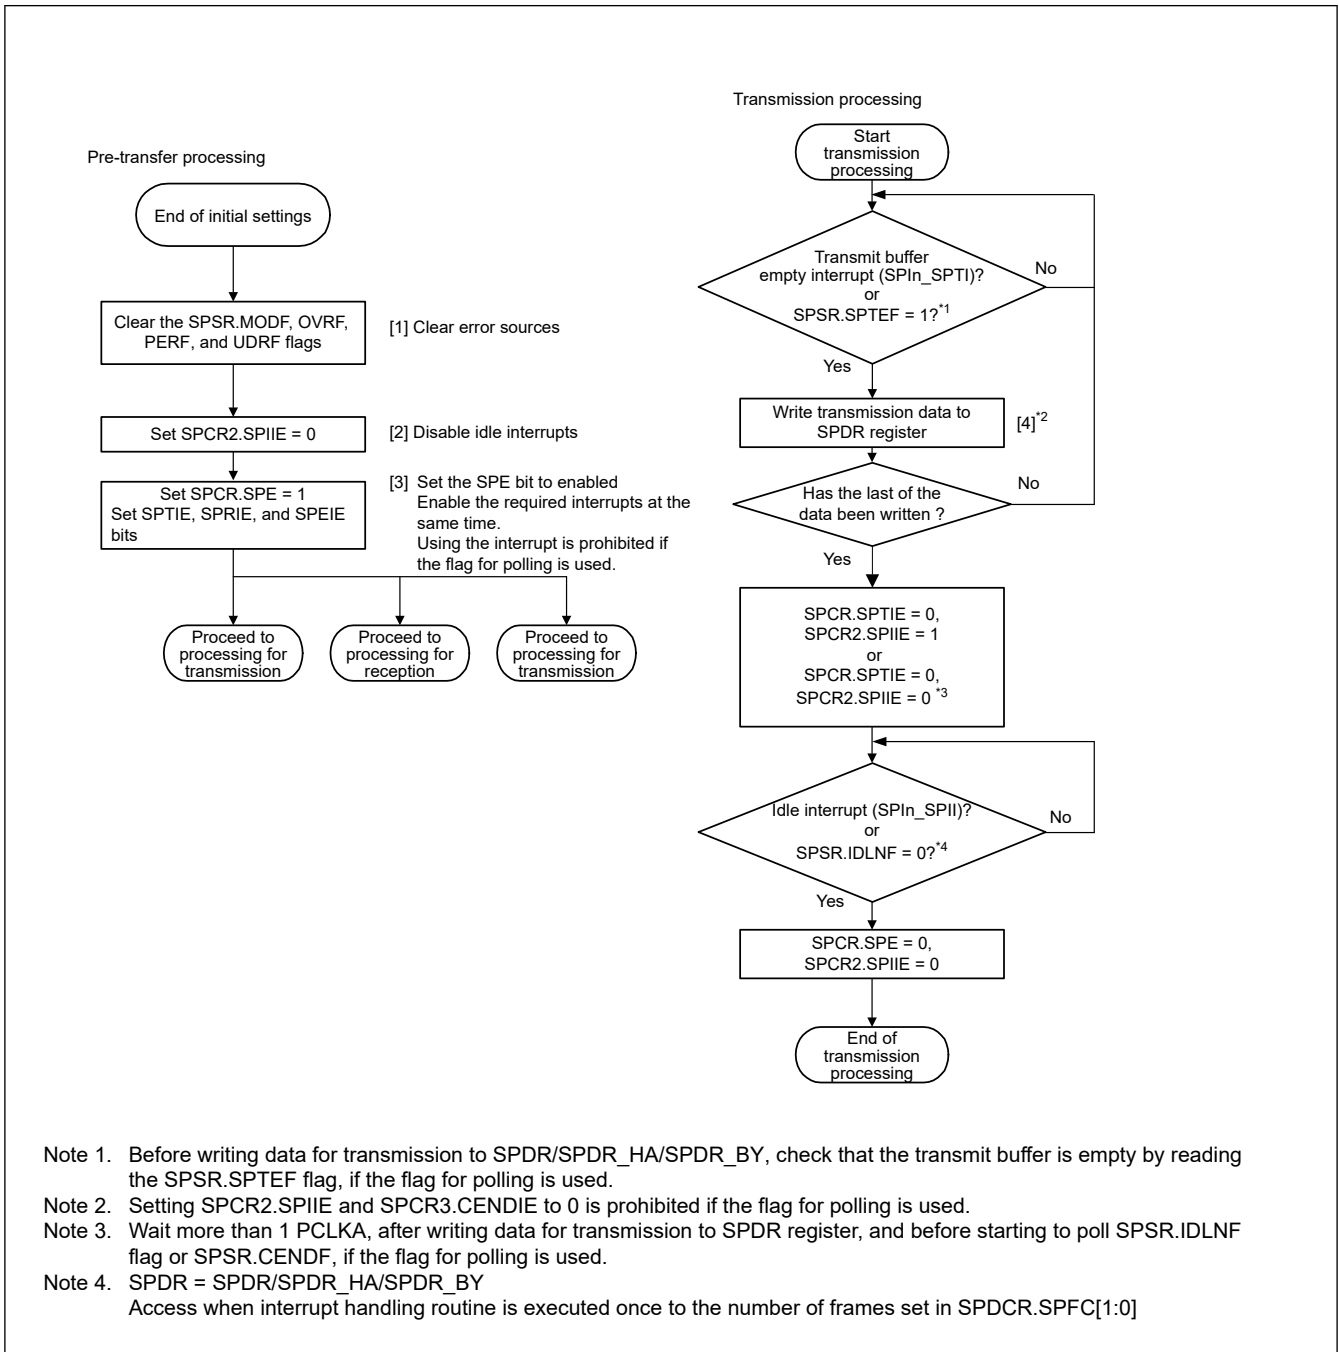 Pre-transfer processing
End of initial settings
Clear the SPSR.MODF, OVRF,
PERF, and UDRF flags
[1] Clear error sources
Set SPCR2.SPIIE = 0
[2] Disable idle interrupts
Set SPCR.SPE = 1
Set SPTIE, SPRIE, and SPEIE
bits
[3] Set the SPE bit to enabled
Enable the required interrupts at the
same time.
Using the interrupt is prohibited if
the flag for polling is used.
Proceed to
processing for
transmission
Proceed to
processing for
reception
Proceed to
processing for
transmission
Transmission processing
Start
transmission
processing
Transmit buffer
empty interrupt (SPIn_SPTI)?
or
SPSR.SPTEF = 1?*1
No
Yes
Write transmission data to
SPDR register
[4]*2
Has the last of the
data been written ?
No
Yes
SPCR.SPTIE = 0,
SPCR2.SPIIE = 1
or
SPCR.SPTIE = 0,
SPCR2.SPIIE = 0 *3
Idle interrupt (SPIn_SPII)?
or
SPSR.IDLNF = 0?*4
No
Yes
SPCR.SPE = 0,
SPCR2.SPIIE = 0
End of
transmission
processing
Note 1. Before writing data for transmission to SPDR/SPDR_HA/SPDR_BY, check that the transmit buffer is empty by reading
the SPSR.SPTEF flag, if the flag for polling is used.
Note 2. Setting SPCR2.SPIIE and SPCR3.CENDIE to 0 is prohibited if the flag for polling is used.
Note 3. Wait more than 1 PCLKA, after writing data for transmission to SPDR register, and before starting to poll SPSR.IDLNF
flag or SPSR.CENDF, if the flag for polling is used.
Note 4. SPDR = SPDR/SPDR_HA/SPDR_BY
Access when interrupt handling routine is executed once to the number of frames set in SPDCR.SPFC[1:0]